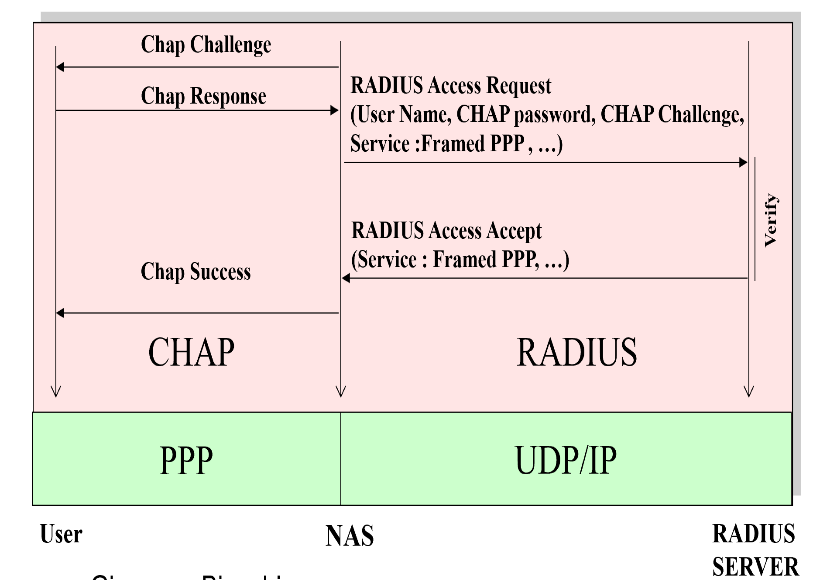 Chap Challenge
Chap Response
RADIUS Access Request
(User Name, CHAP password, CHAP Challenge,
Service :Framed PPP , …)
Verify
RADIUS Access Accept
(Service : Framed PPP, …)
Chap Success
CHAP
RADIUS
PPP
UDP/IP
User
NAS
RADIUS
SERVER